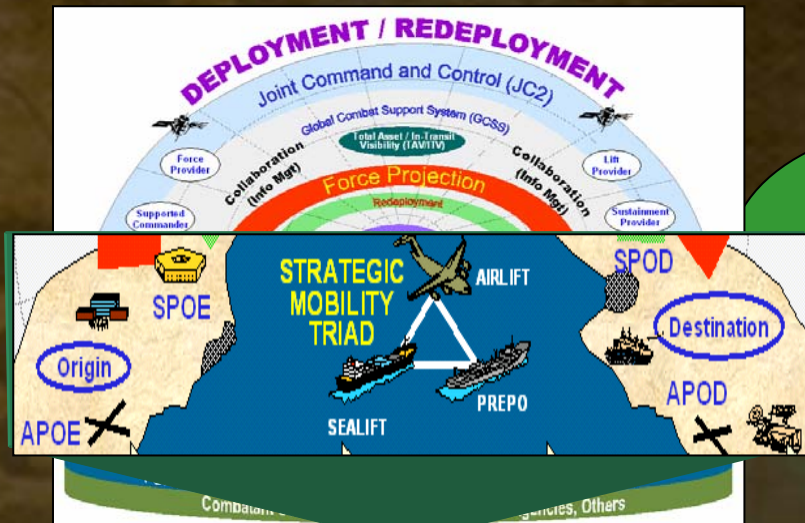 DEPLOYMENT / REDEPLOYMENT
Joint Command and Control (JC2)
Global Combat Support System (GCSS)
Total Asset / In-Transit
Visibility (TAV/ITV)
Force
Provider
Collaboration
(Info Mgt)
Collaboration
(Info Mgt)
Lift
Provider
Force Projection
Redeployment
Supported
Commander
Sustainment
Provider
STRATEGIC
MOBILITY
TRIAD
AIRLIFT
SPOE
SPOD
Origin
Destination
APOE
APOD
PREPO
SEALIFT
Combatant
Others